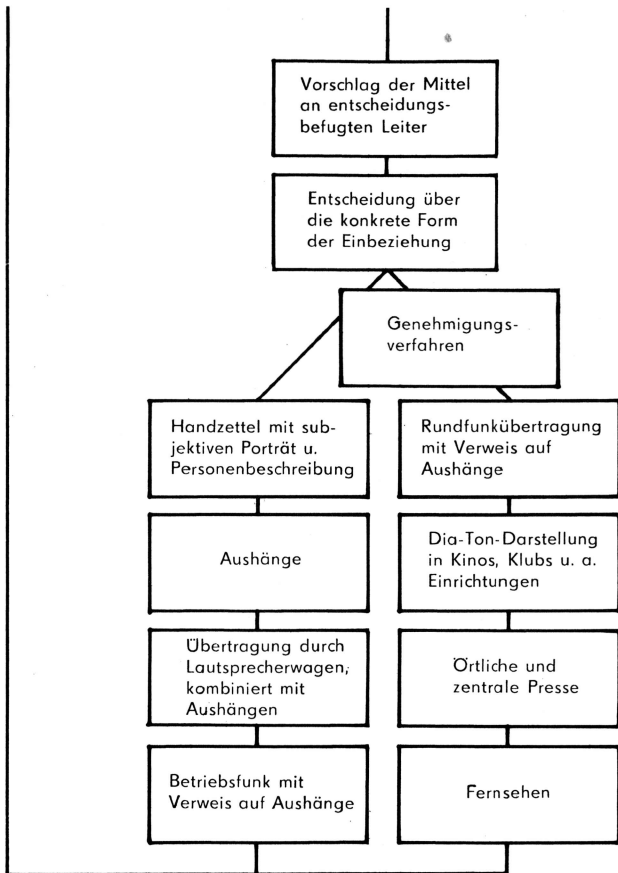 Vorschlag der Mittel
an entscheidungs-
befugten Leiter
Entscheidung über
die konkrete Form
der Einbeziehung
Genehmigungs-
verfahren
Handzettel mit sub-
jektiven Porträt u.
Personenbeschreibung
Aushänge
Übertragung durch
Lautsprecherwagen,
kombiniert mit
Aushängen
Betriebsfunk mit
Verweis auf Aushänge
Rundfunkübertragung
mit Verweis auf
Aushänge
Dia-Ton-Darstellung
in Kinos, Klubs u. a.
Einrichtungen
Örtliche und
zentrale Presse
Fernsehen